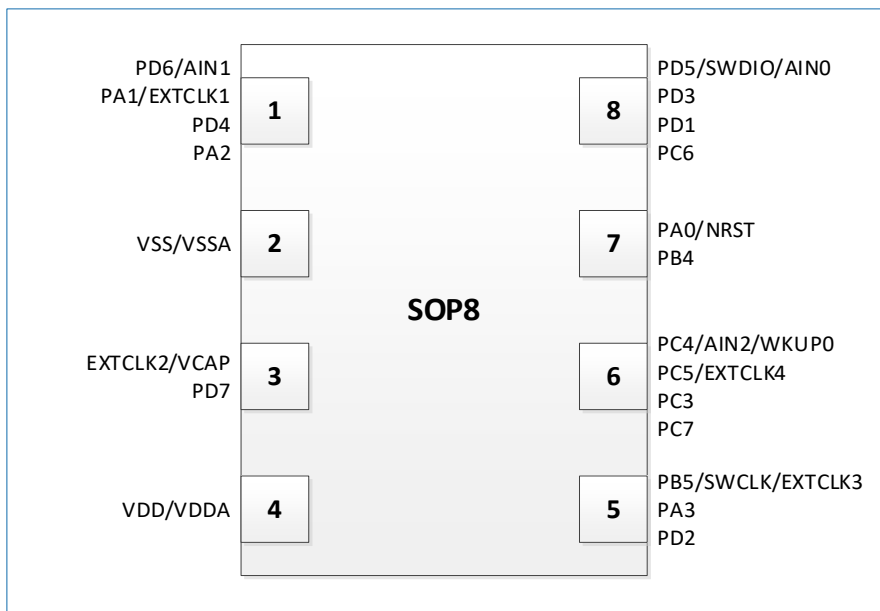 PD6/AIN1
PA1/EXTCLK1
PD4
PA2
1
VSS/VSSA
2
EXTCLK2/VCAP
PD7
3
VDD/VDDA
4
SOP8
8
PD5/SWDIO/AIN0
PD3
PD1
PC6
7
PA0/NRST
PB4
6
PC4/AIN2/WKUP0
PC5/EXTCLK4
PC3
PC7
5
PB5/SWCLK/EXTCLK3
PA3
PD2